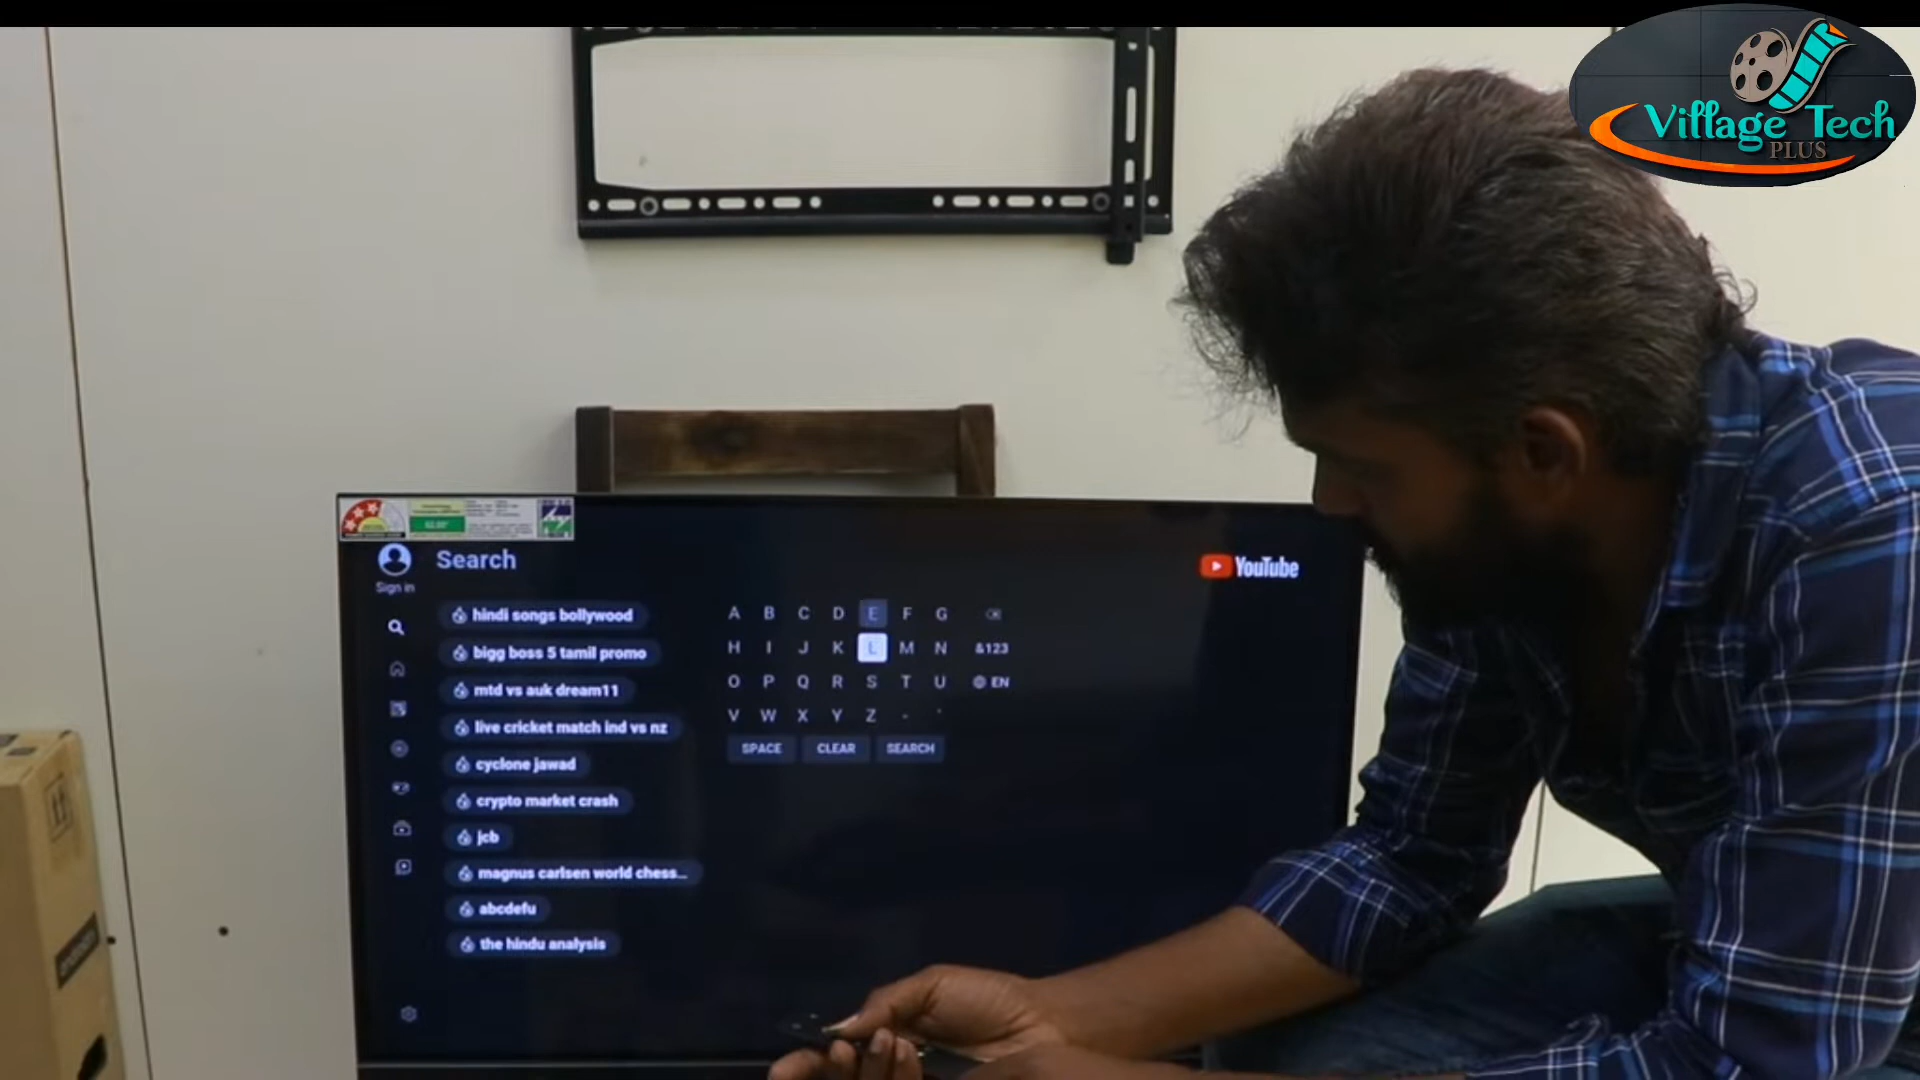 Village Tech
PLUS
Sign in
Search
YouTube
hindi songs bollywood
bigg boss 5 tamil promo
mtd vs auk dream11
live cricket match ind vs nz
cyclone jawad
crypto market crash
jcb
magnus carlsen world chess...
abcdefu
the hindu analysis
A B C D E F G
H I J K L M N &123
O P Q R S T U EN
V W X Y Z - '
SPACE CLEAR SEARCH